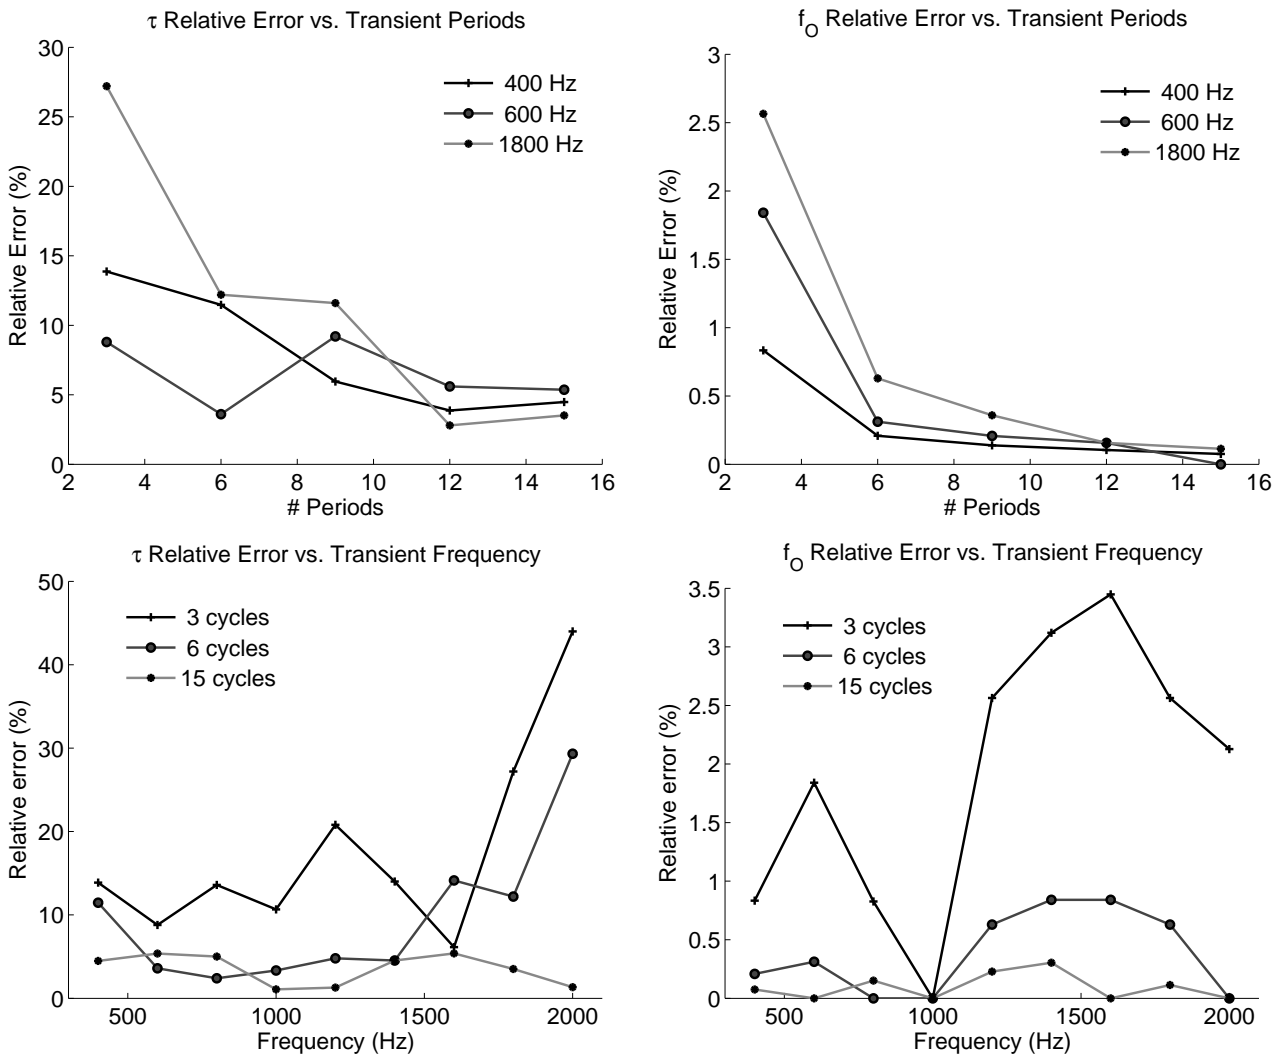 τ Relative Error vs. Transient Periods
30
25
20
15
10
5
0
2 4 6 8 10 12 14 16
Relative Error (%)
# Periods
400 Hz
600 Hz
1800 Hz
fO Relative Error vs. Transient Periods
3
2.5
2
1.5
1
0.5
0
2 4 6 8 10 12 14 16
Relative Error (%)
# Periods
400 Hz
600 Hz
1800 Hz
τ Relative Error vs. Transient Frequency
50
40
30
20
10
0
500 1000 1500 2000
Relative error (%)
Frequency (Hz)
3 cycles
6 cycles
15 cycles
fO Relative Error vs. Transient Frequency
3.5
3
2.5
2
1.5
1
0.5
0
500 1000 1500 2000
Relative error (%)
Frequency (Hz)
3 cycles
6 cycles
15 cycles